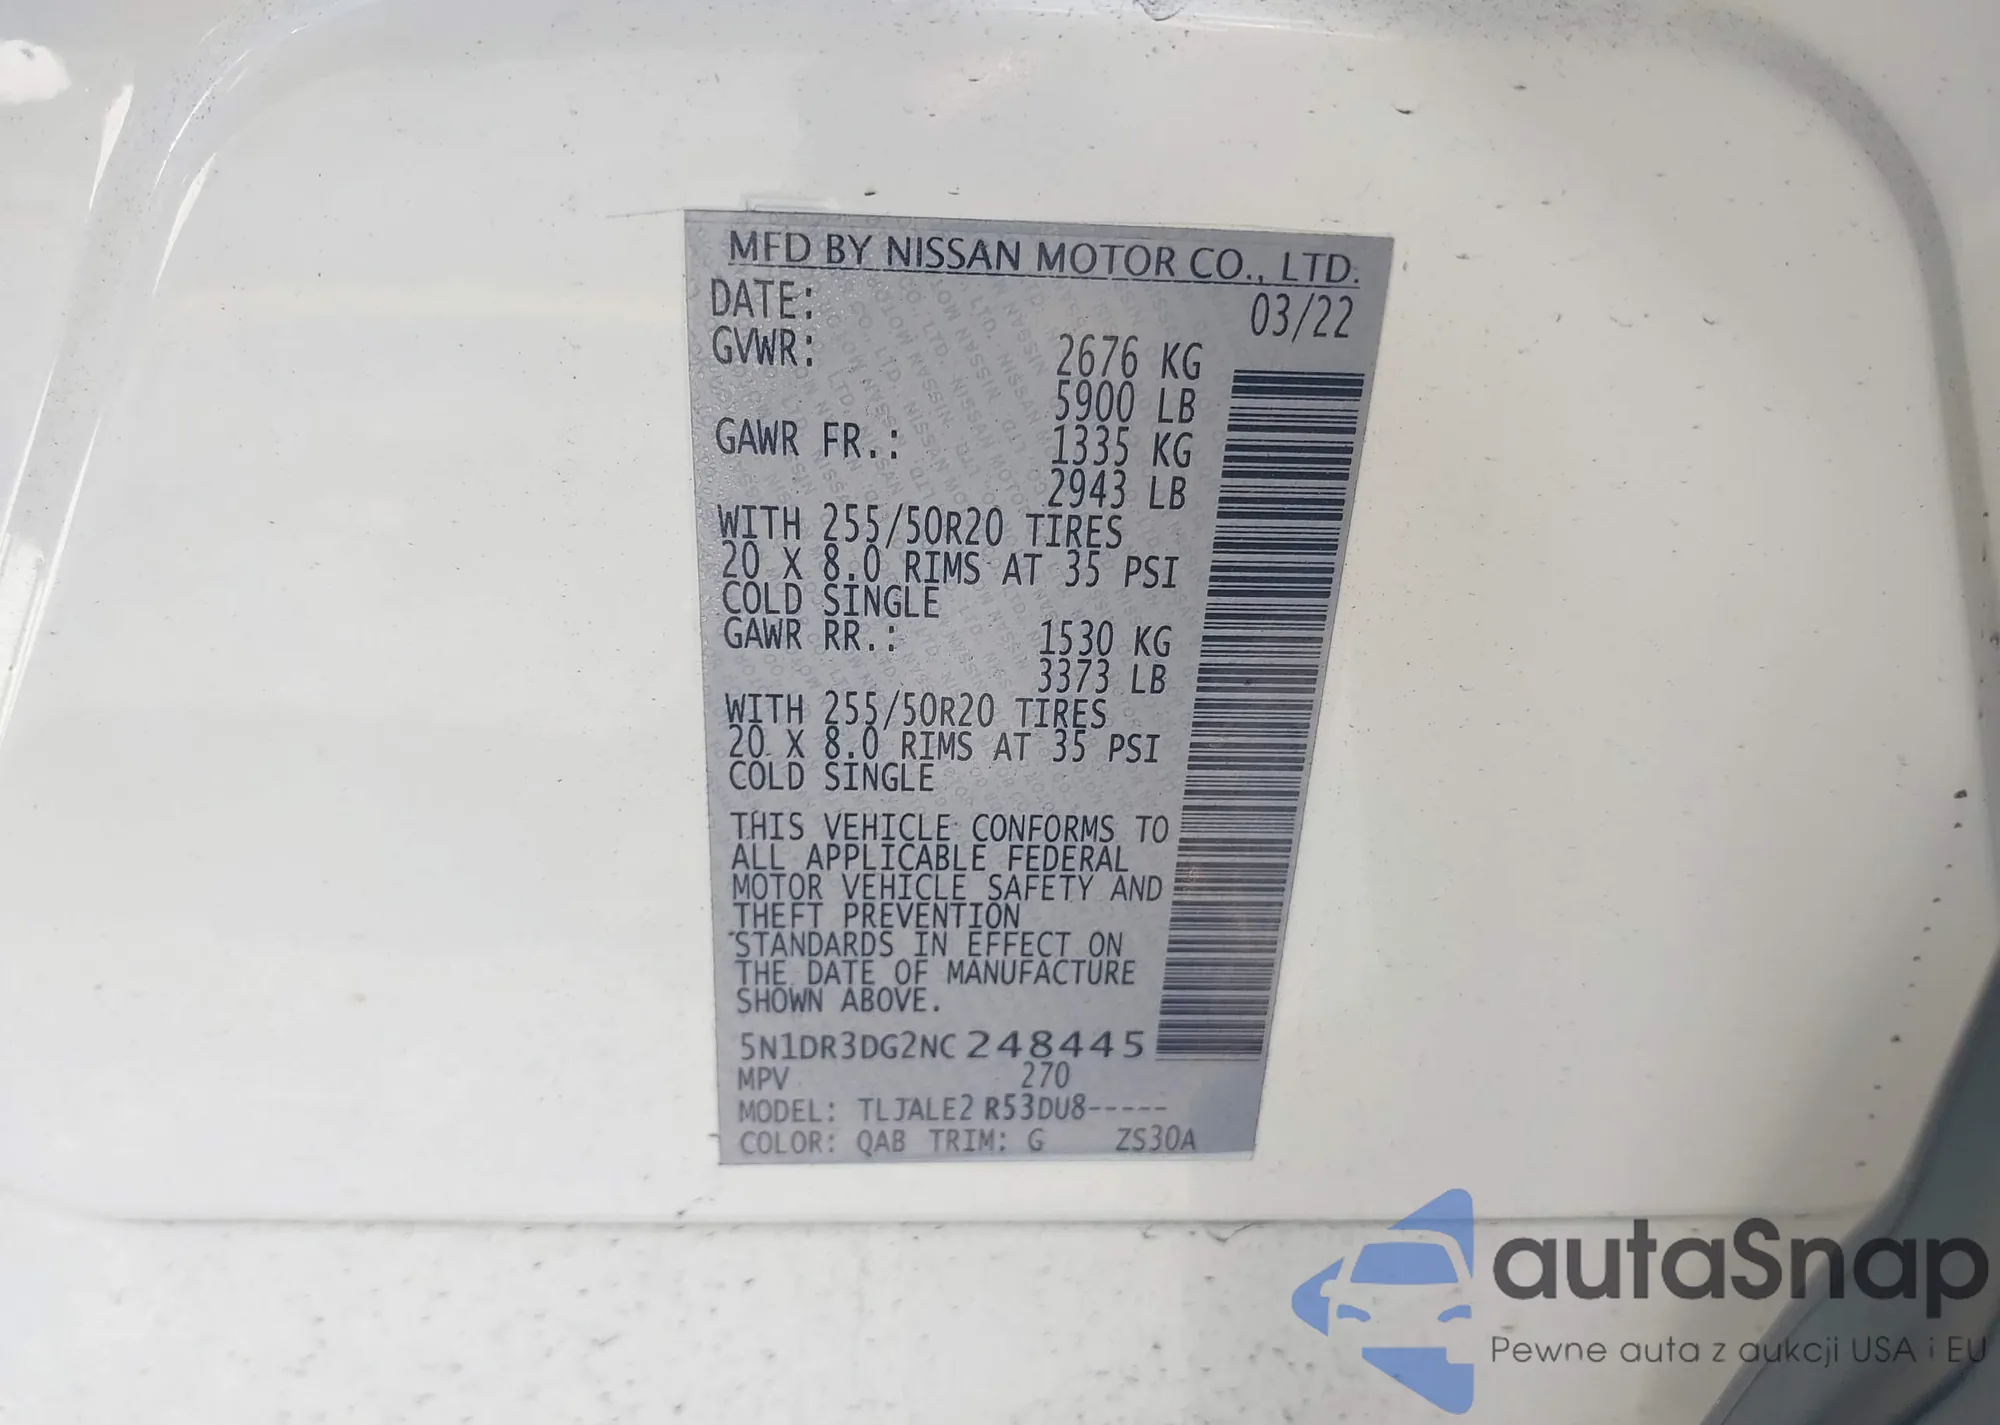 MFD BY NISSAN MOTOR CO., LTD.
DATE: 03/22
GVWR: 2676 KG
5900 LB
GAWR FR.: 1335 KG
2943 LB
WITH 255/50R20 TIRES
20 X 8.0 RIMS AT 35 PSI
COLD SINGLE
GAWR RR.: 1530 KG
3373 LB
WITH 255/50R20 TIRES
20 X 8.0 RIMS AT 35 PSI
COLD SINGLE
THIS VEHICLE CONFORMS TO
ALL APPLICABLE FEDERAL
MOTOR VEHICLE SAFETY AND
THEFT PREVENTION
STANDARDS IN EFFECT ON
THE DATE OF MANUFACTURE
SHOWN ABOVE.
5N1DR3DG2NC 248445
MPV 270
MODEL: TLJALE2 R53DU8-----
COLOR: QAB TRIM: G ZS30A
autaSnap
Pewne auta z aukcji USA i EU